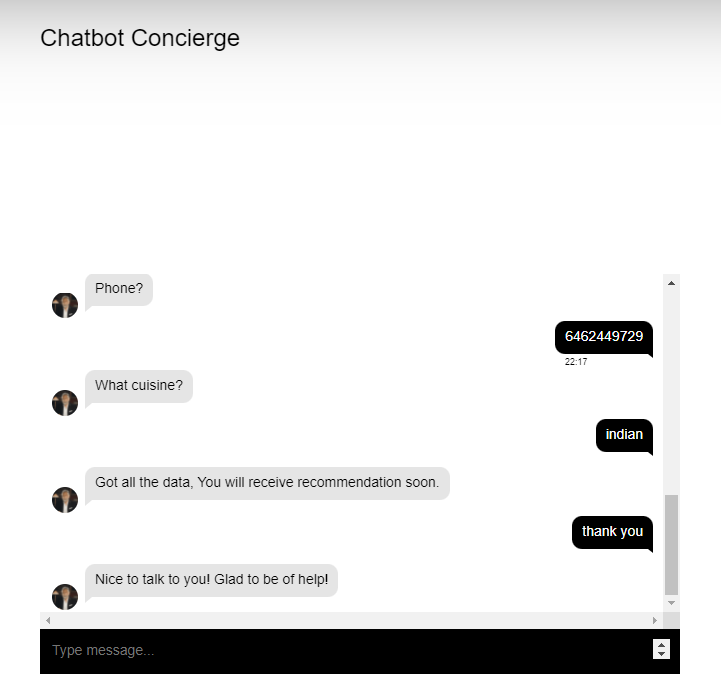 Chatbot Concierge
Phone?
6462449729
22:17
What cuisine?
indian
Got all the data, You will receive recommendation soon.
thank you
Nice to talk to you! Glad to be of help!
Type message...